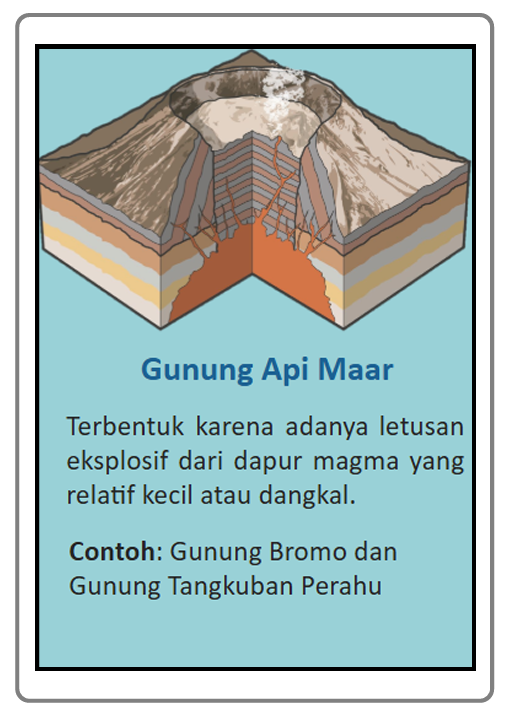 Gunung Api Maar
Terbentuk karena adanya letusan
eksplosif dari dapur magma yang
relatif kecil atau dangkal.
Contoh: Gunung Bromo dan
Gunung Tangkuban Perahu